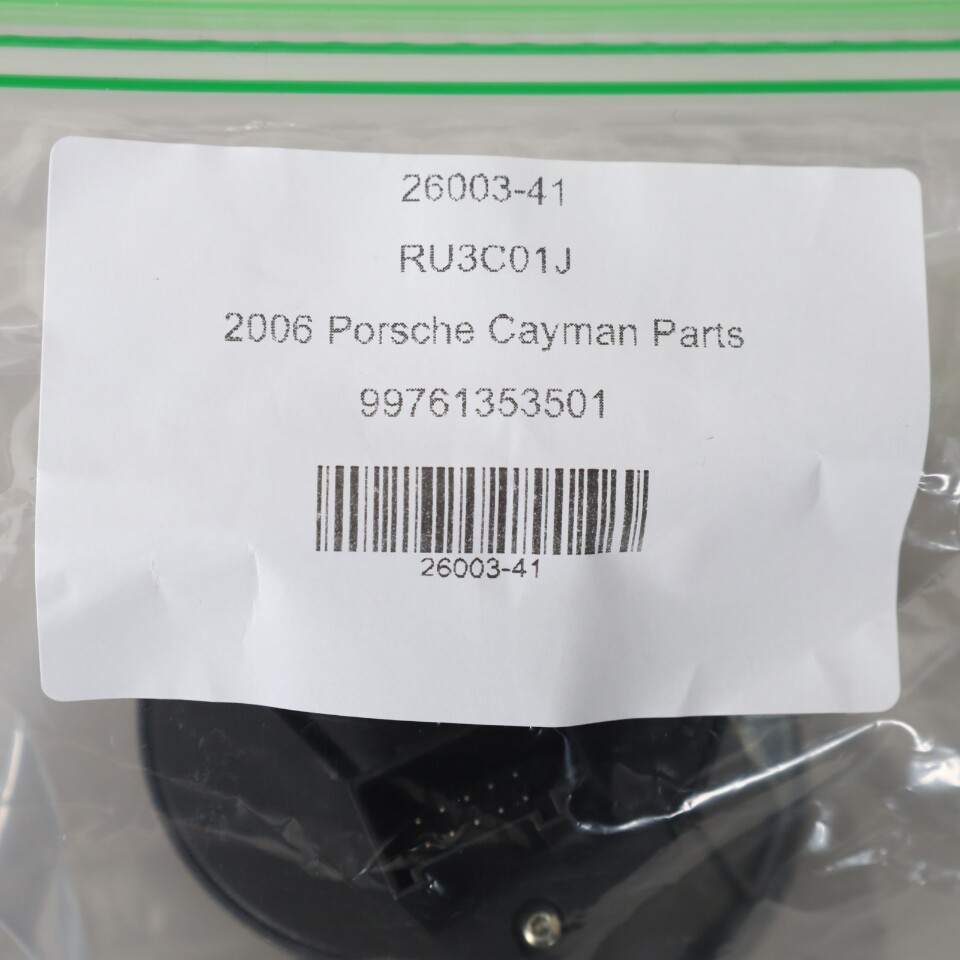 26003-41
RU3C01J
2006 Porsche Cayman Parts
99761353501
26003-41